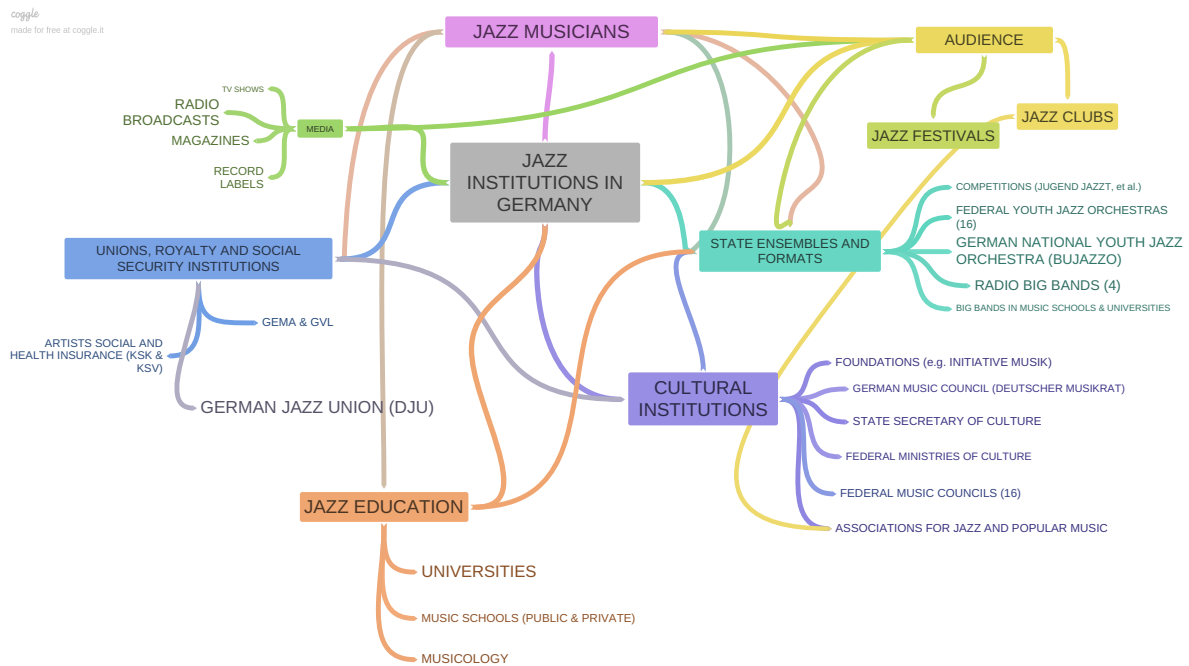 coggle
made for free at coggle.it
JAZZ MUSICIANS
AUDIENCE
TV SHOWS
RADIO
BROADCASTS
MAGAZINES
RECORD
LABELS
MEDIA
JAZZ CLUBS
JAZZ FESTIVALS
JAZZ
INSTITUTIONS IN
GERMANY
COMPETITIONS (JUGEND JAZZT, et al.)
FEDERAL YOUTH JAZZ ORCHESTRAS
(16)
GERMAN NATIONAL YOUTH JAZZ
ORCHESTRA (BUJAZZO)
RADIO BIG BANDS (4)
BIG BANDS IN MUSIC SCHOOLS & UNIVERSITIES
STATE ENSEMBLES AND
FORMATS
UNIONS, ROYALTY AND SOCIAL
SECURITY INSTITUTIONS
GEMA & GVL
ARTISTS SOCIAL AND
HEALTH INSURANCE (KSK &
KSV)
GERMAN JAZZ UNION (DJU)
CULTURAL
INSTITUTIONS
FOUNDATIONS (e.g. INITIATIVE MUSIK)
GERMAN MUSIC COUNCIL (DEUTSCHER MUSIKRAT)
STATE SECRETARY OF CULTURE
FEDERAL MINISTRIES OF CULTURE
FEDERAL MUSIC COUNCILS (16)
ASSOCIATIONS FOR JAZZ AND POPULAR MUSIC
JAZZ EDUCATION
UNIVERSITIES
MUSIC SCHOOLS (PUBLIC & PRIVATE)
MUSICOLOGY